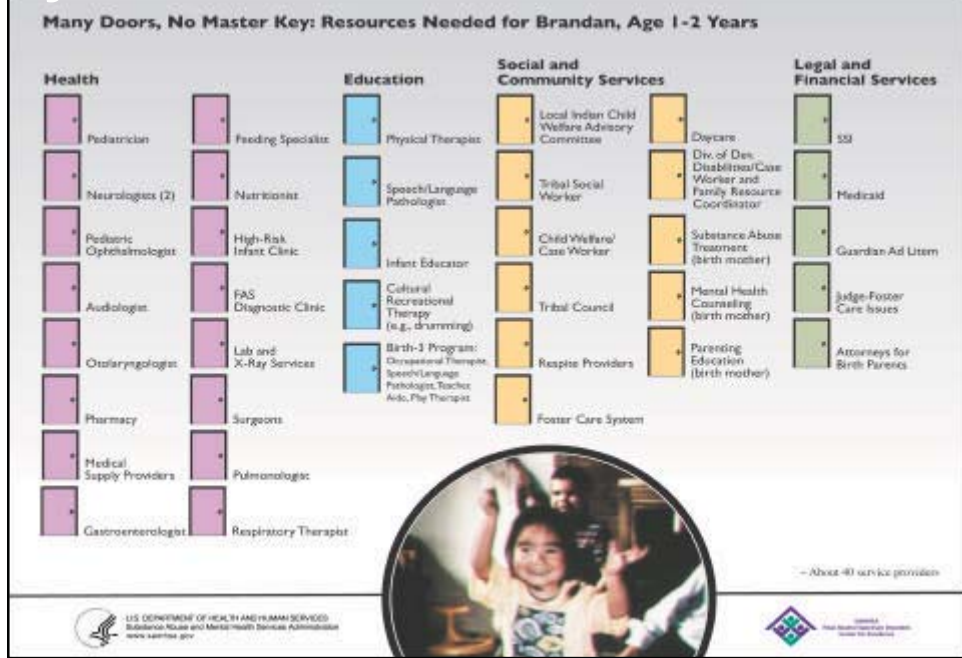 Many Doors, No Master Key: Resources Needed for Brandan, Age 1-2 Years
Health
Pediatrician
Neurologists (2)
Pediatric
Ophthalmologist
Audiologist
Otolaryngologist
Pharmacy
Medical
Supply Providers
Gastroenterologist
Feeding Specialist
Nutritionist
High-Risk
Infant Clinic
FAS
Diagnostic Clinic
Lab and
X-Ray Services
Surgeons
Pulmonologist
Respiratory Therapist
Education
Physical Therapist
Speech/Language
Pathologist
Infant Educator
Cultural
Recreational
Therapy
(e.g., drumming)
Birth-3 Program:
Occupational Therapist,
Speech/Language
Pathologist, Teacher
Aide, Play Therapist
Social and
Community Services
Local Indian Child
Welfare Advisory
Committee
Tribal Social
Worker
Child Welfare/
Case Worker
Tribal Council
Respite Providers
Foster Care System
Daycare
Div. of Dev.
Disabilities/Case
Worker and
Family Resource
Coordinator
Substance Abuse
Treatment
(birth mother)
Mental Health
Counseling
(birth mother)
Parenting
Education
(birth mother)
Legal and
Financial Services
SSI
Medicaid
Guardian Ad Litem
Judge-Foster
Care Issues
Attorneys for
Birth Parents
– About 40 service providers
U.S. DEPARTMENT OF HEALTH AND HUMAN SERVICES
Substance Abuse and Mental Health Services Administration
www.samhsa.gov
SAMHSA
Fetal Alcohol Spectrum Disorders
Center for Excellence